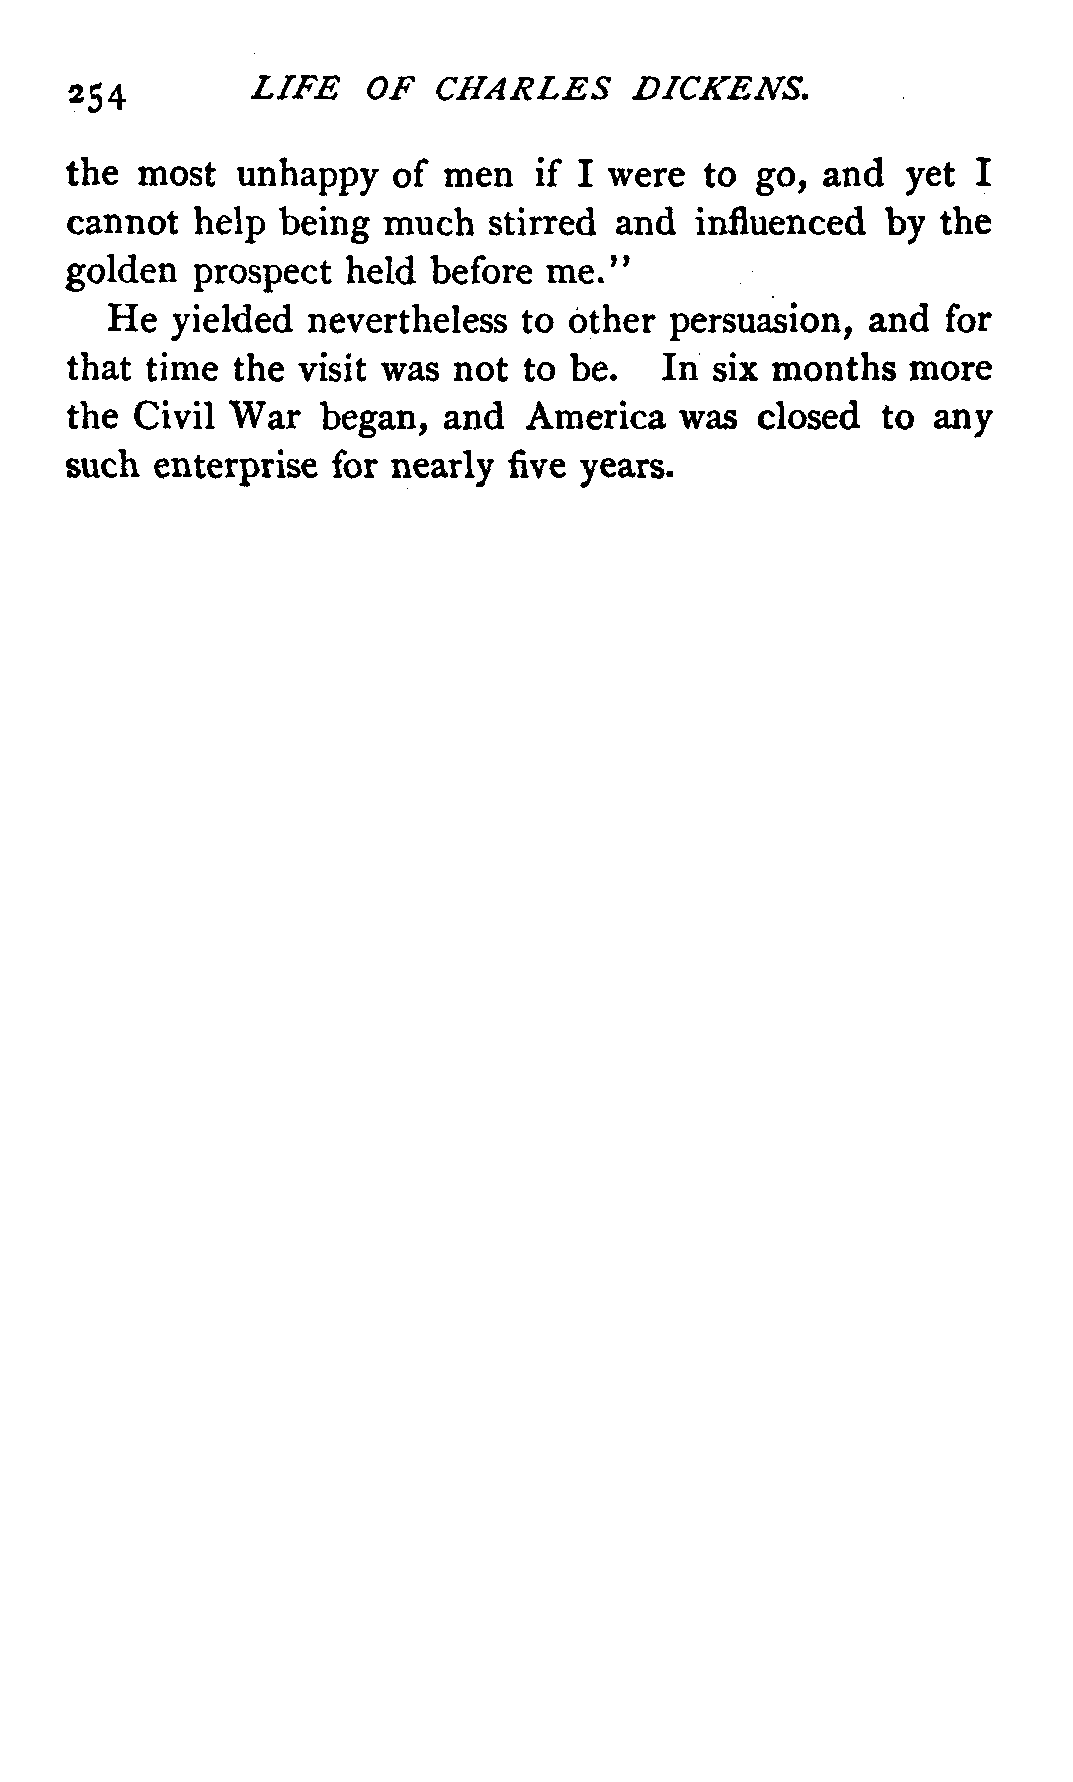 254 LIFE OF CHARLES DICKENS.
the most unhappy of men if I were to go, and yet I
cannot help being much stirred and influenced by the
golden prospect held before me."
He yielded nevertheless to other persuasion, and for
that time the visit was not to be. In six months more
the Civil War began, and America was closed to any
such enterprise for nearly five years.